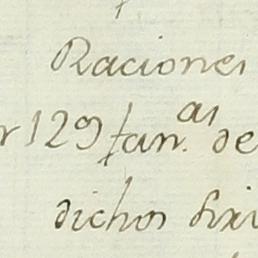 Raciones
r 129 fan.as de
dichos